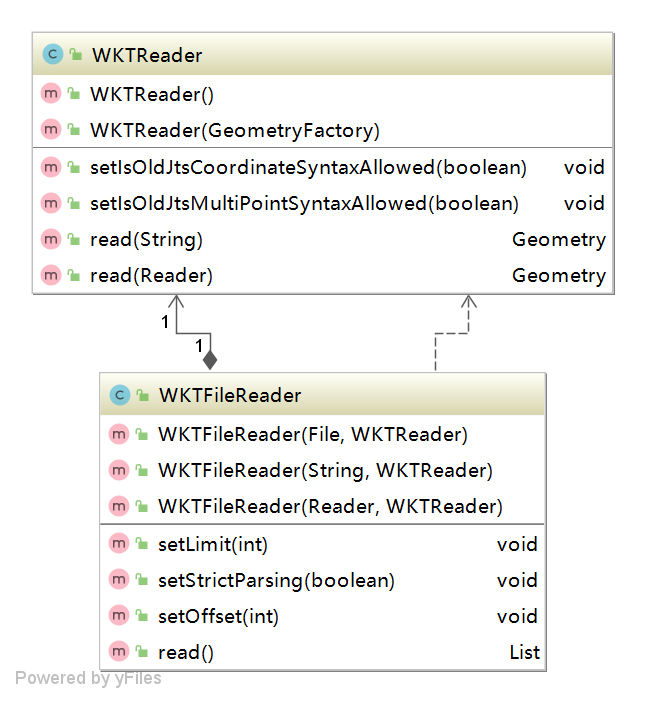 WKTReader
WKTReader()
WKTReader(GeometryFactory)
setIsOldJtsCoordinateSyntaxAllowed(boolean) void
setIsOldJtsMultiPointSyntaxAllowed(boolean) void
read(String) Geometry
read(Reader) Geometry
1
1
WKTFileReader
WKTFileReader(File, WKTReader)
WKTFileReader(String, WKTReader)
WKTFileReader(Reader, WKTReader)
setLimit(int) void
setStrictParsing(boolean) void
setOffset(int) void
read() List
Powered by yFiles